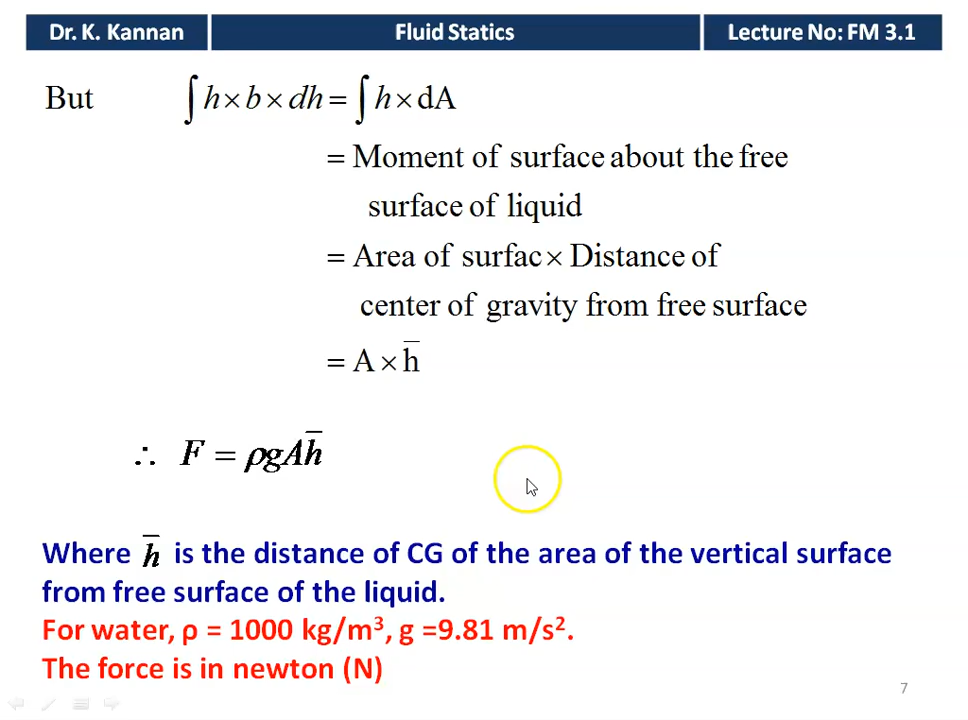 Dr. K. Kannan Fluid Statics Lecture No: FM 3.1
But ∫ h × b × dh = ∫ h × dA
= Moment of surface about the free
surface of liquid
= Area of surfac × Distance of
center of gravity from free surface
= A × h̅
∴ F = ρgAh̅
Where h̅ is the distance of CG of the area of the vertical surface
from free surface of the liquid.
For water, ρ = 1000 kg/m³, g =9.81 m/s².
The force is in newton (N)
7